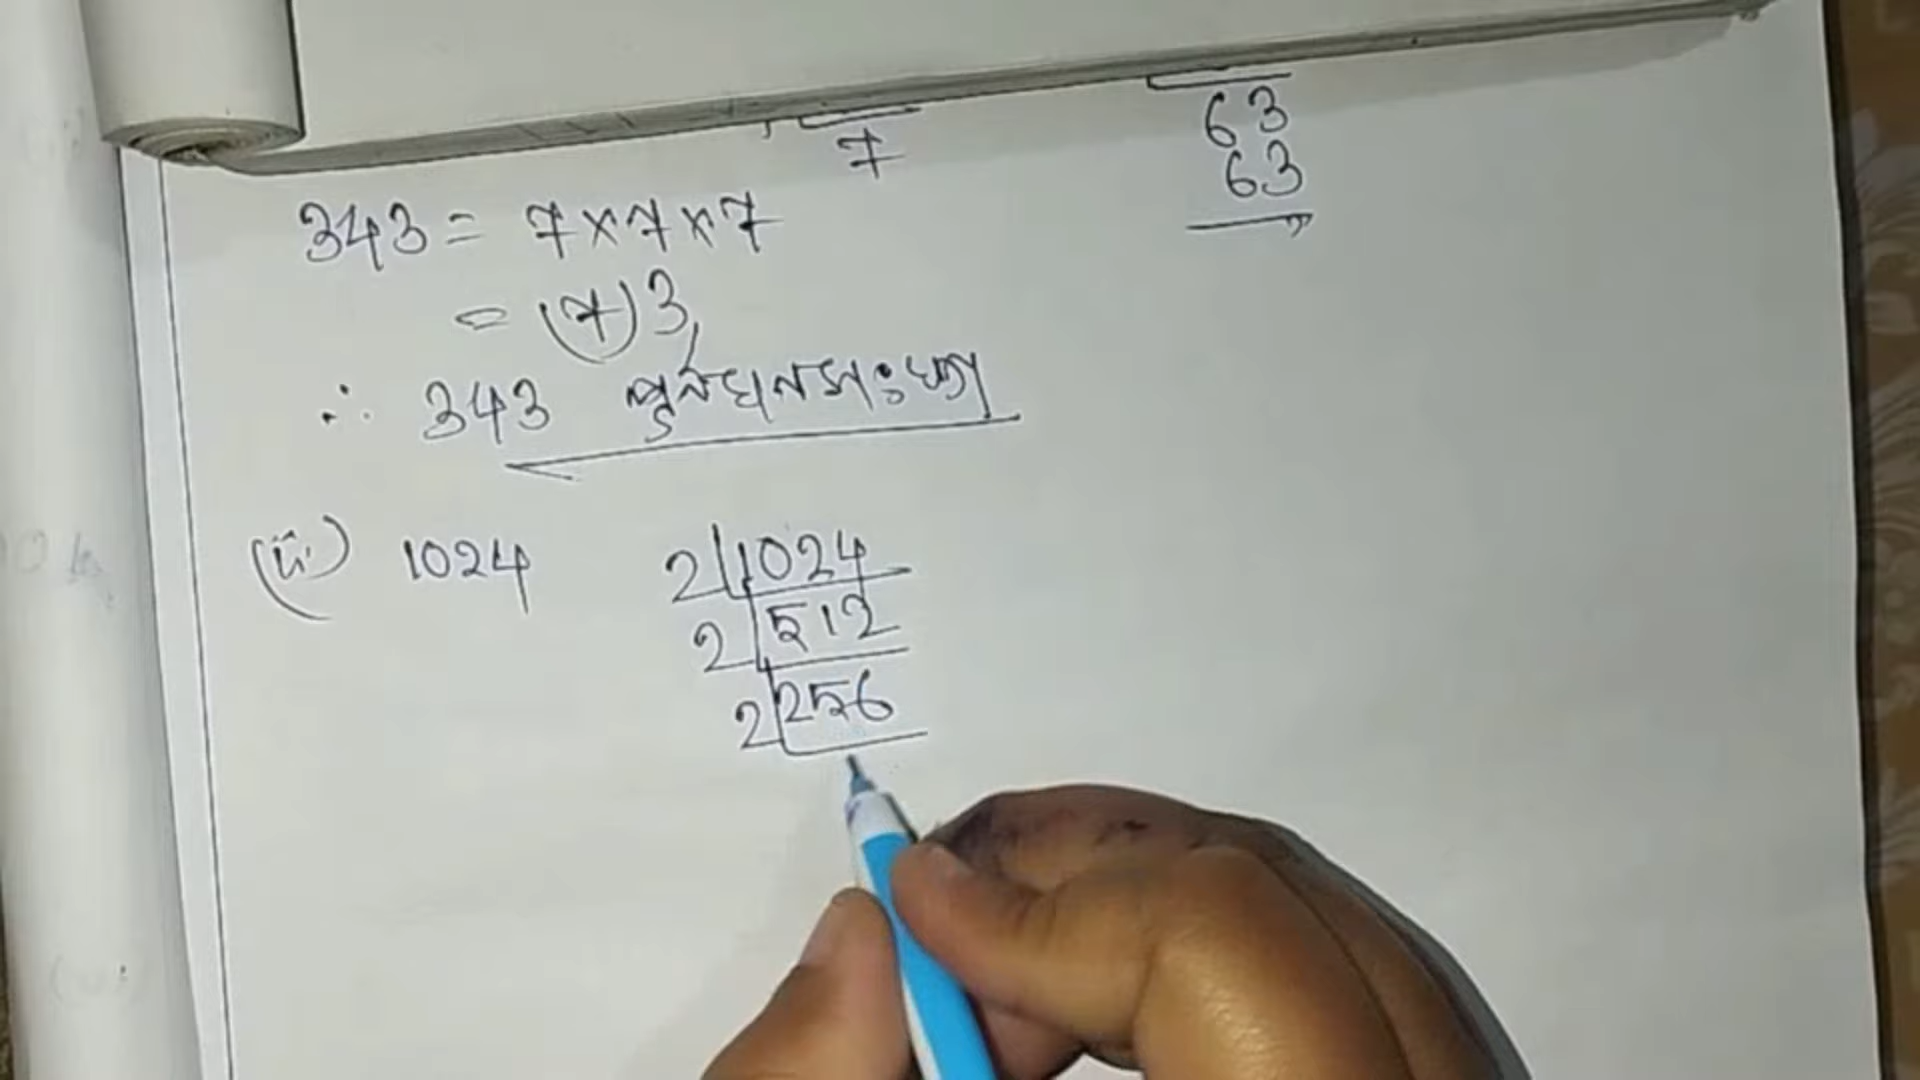 7
63
63
343 = 7×7×7
= (7)3
∴ 343 পূর্ণঘনসংখ্যা
(ii) 1024
2 1024
2 512
2 256